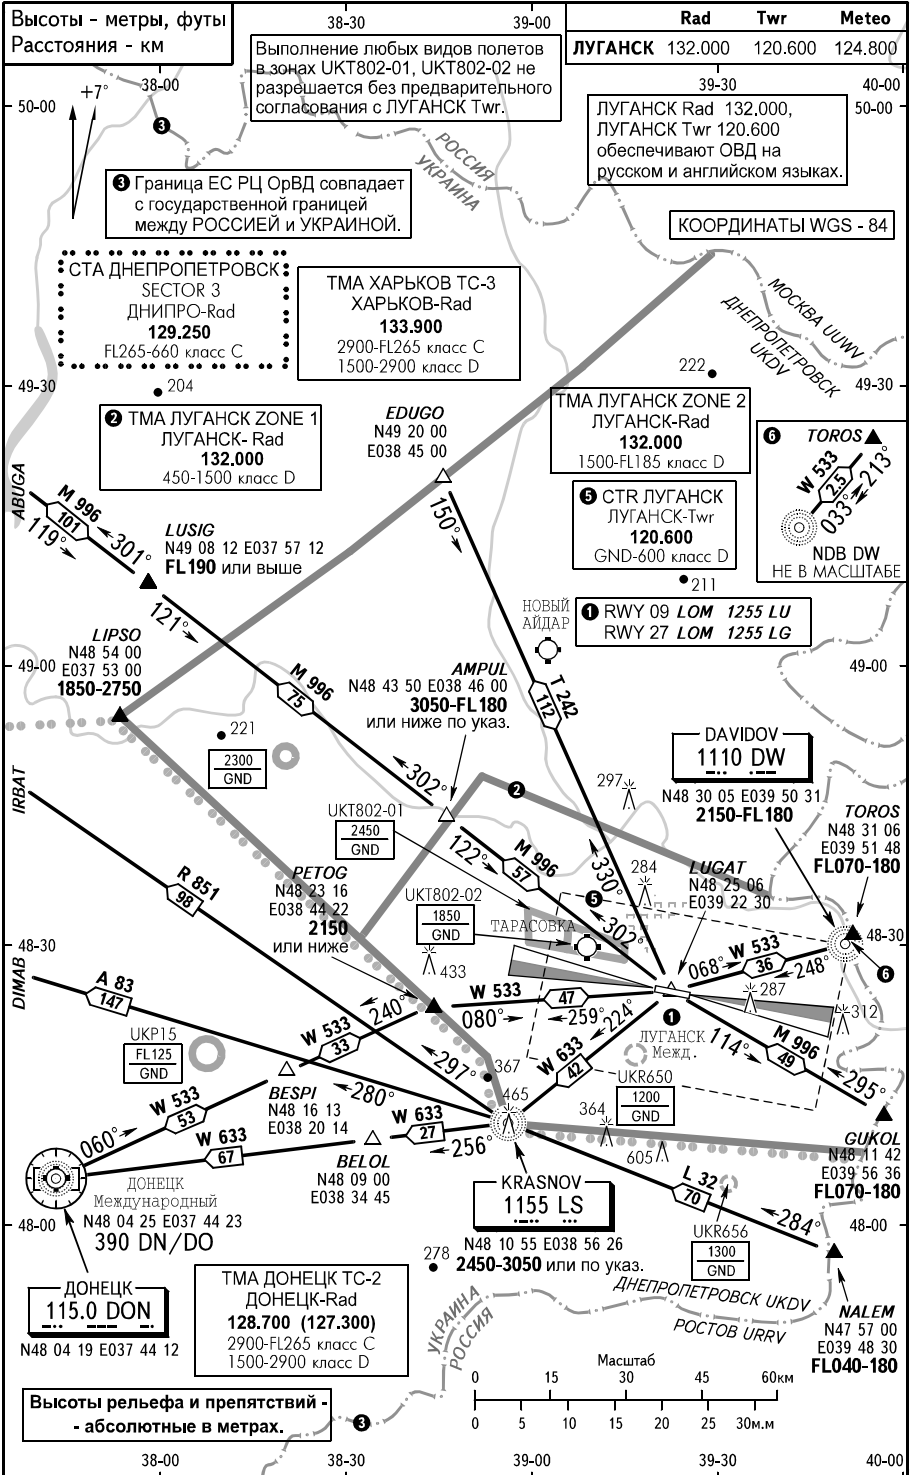 Высоты - метры, футы
Расстояния - км
38-30
39-00
Rad Twr Meteo
ЛУГАНСК 132.000 120.600 124.800
Выполнение любых видов полетов
в зонах UKT802-01, UKT802-02 не
разрешается без предварительного
согласования с ЛУГАНСК Twr.
38-00
39-30
40-00
+7°
50-00
50-00
❸
ЛУГАНСК Rad 132,000,
ЛУГАНСК Twr 120.600
обеспечивают ОВД на
русском и английском языках.
РОССИЯ
УКРАИНА
❸ Граница ЕС РЦ ОрВД совпадает
с государственной границей
между РОССИЕЙ и УКРАИНОЙ.
КООРДИНАТЫ WGS - 84
СТА ДНЕПРОПЕТРОВСК
SECTOR 3
ДНИПРО-Rad
129.250
FL265-660 класс C
ТМА ХАРЬКОВ ТС-3
ХАРЬКОВ-Rad
133.900
2900-FL265 класс C
1500-2900 класс D
МОСКВА UUWV
ДНЕПРОПЕТРОВСК
UKDV
49-30
204
222
49-30
❷ ТМА ЛУГАНСК ZONE 1
ЛУГАНСК- Rad
132.000
450-1500 класс D
EDUGO
N49 20 00
E038 45 00
ТМА ЛУГАНСК ZONE 2
ЛУГАНСК-Rad
132.000
1500-FL185 класс D
❻ TOROS
W 533
2.5
033°
213°
NDB DW
НЕ В МАСШТАБЕ
❺ CTR ЛУГАНСК
ЛУГАНСК-Twr
120.600
GND-600 класс D
211
ABUGA
M 996
101
119°
301°
LUSIG
N49 08 12 E037 57 12
FL190 или выше
150°
❶ RWY 09 LOM 1255 LU
RWY 27 LOM 1255 LG
НОВЫЙ
АЙДАР
121°
LIPSO
N48 54 00
E037 53 00
1850-2750
49-00
49-00
M 996
75
AMPUL
N48 43 50 E038 46 00
3050-FL180
или ниже по указ.
T 242
112
221
2300
GND
302°
DAVIDOV
1110 DW
N48 30 05 E039 50 31
2150-FL180
IRBAT
❷
297
UKT802-01
2450
GND
TOROS
N48 31 06
E039 51 48
FL070-180
122°
M 996
57
330°
284
LUGAT
N48 25 06
E039 22 30
R 851
98
PETOG
N48 23 16
E038 44 22
2150
или ниже
UKT802-02
1850
GND
❺
ТАРАСОВКА
302°
48-30
48-30
433
W 533
36
068°
248°
❻
DIMAB
A 83
147
W 533
47
080°
259°
287
312
240°
W 533
33
224°
❶
ЛУГАНСК
Межд.
114°
M 996
49
UKP15
FL125
GND
297°
367
W 633
42
295°
BESPI
N48 16 13
E038 20 14
280°
465
UKR650
1200
GND
W 533
53
060°
W 633
27
256°
364
605
GUKOL
N48 11 42
E039 56 36
FL070-180
W 633
67
BELOL
N48 09 00
E038 34 45
KRASNOV
1155 LS
N48 10 55 E038 56 26
2450-3050 или по указ.
L 32
70
ДОНЕЦК
Международный
N48 04 25 E037 44 23
390 DN/DO
284°
48-00
48-00
UKR656
1300
GND
ДОНЕЦК
115.0 DON
N48 04 19 E037 44 12
278
ТМА ДОНЕЦК ТС-2
ДОНЕЦК-Rad
128.700 (127.300)
2900-FL265 класс C
1500-2900 класс D
ДНЕПРОПЕТРОВСК UKDV
РОСТОВ URRV
УКРАИНА
РОССИЯ
NALEM
N47 57 00
E039 48 30
FL040-180
Масштаб
0 15 30 45 60км
0 5 10 15 20 25 30м.м
Высоты рельефа и препятствий -
- абсолютные в метрах.
❸
38-00
38-30
39-00
39-30
40-00